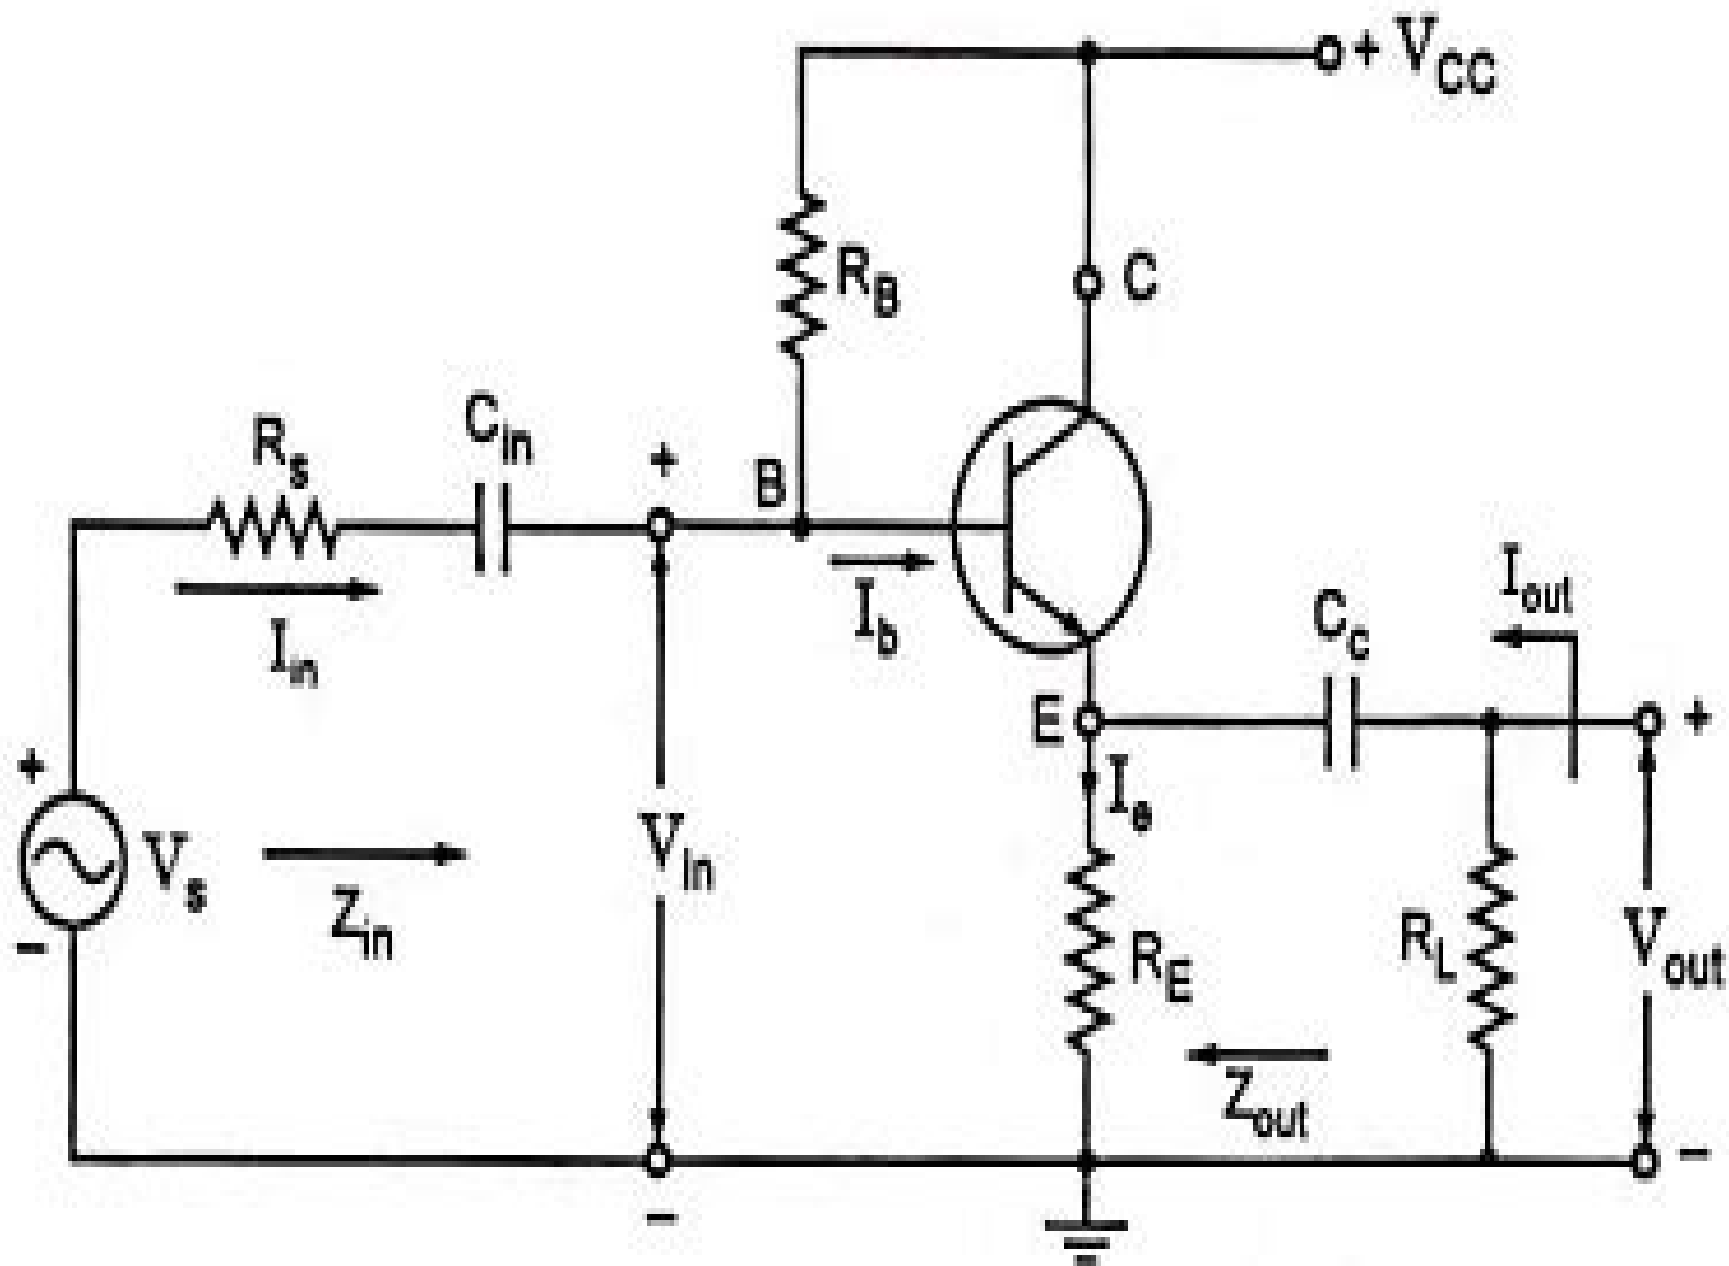 + V_CC
R_B
C
C_in
R_s
+
B
I_in
I_b
I_out
C_c
E
+
I_e
+
V_s
V_in
Z_in
R_E
R_L
V_out
−
Z_out
−
−